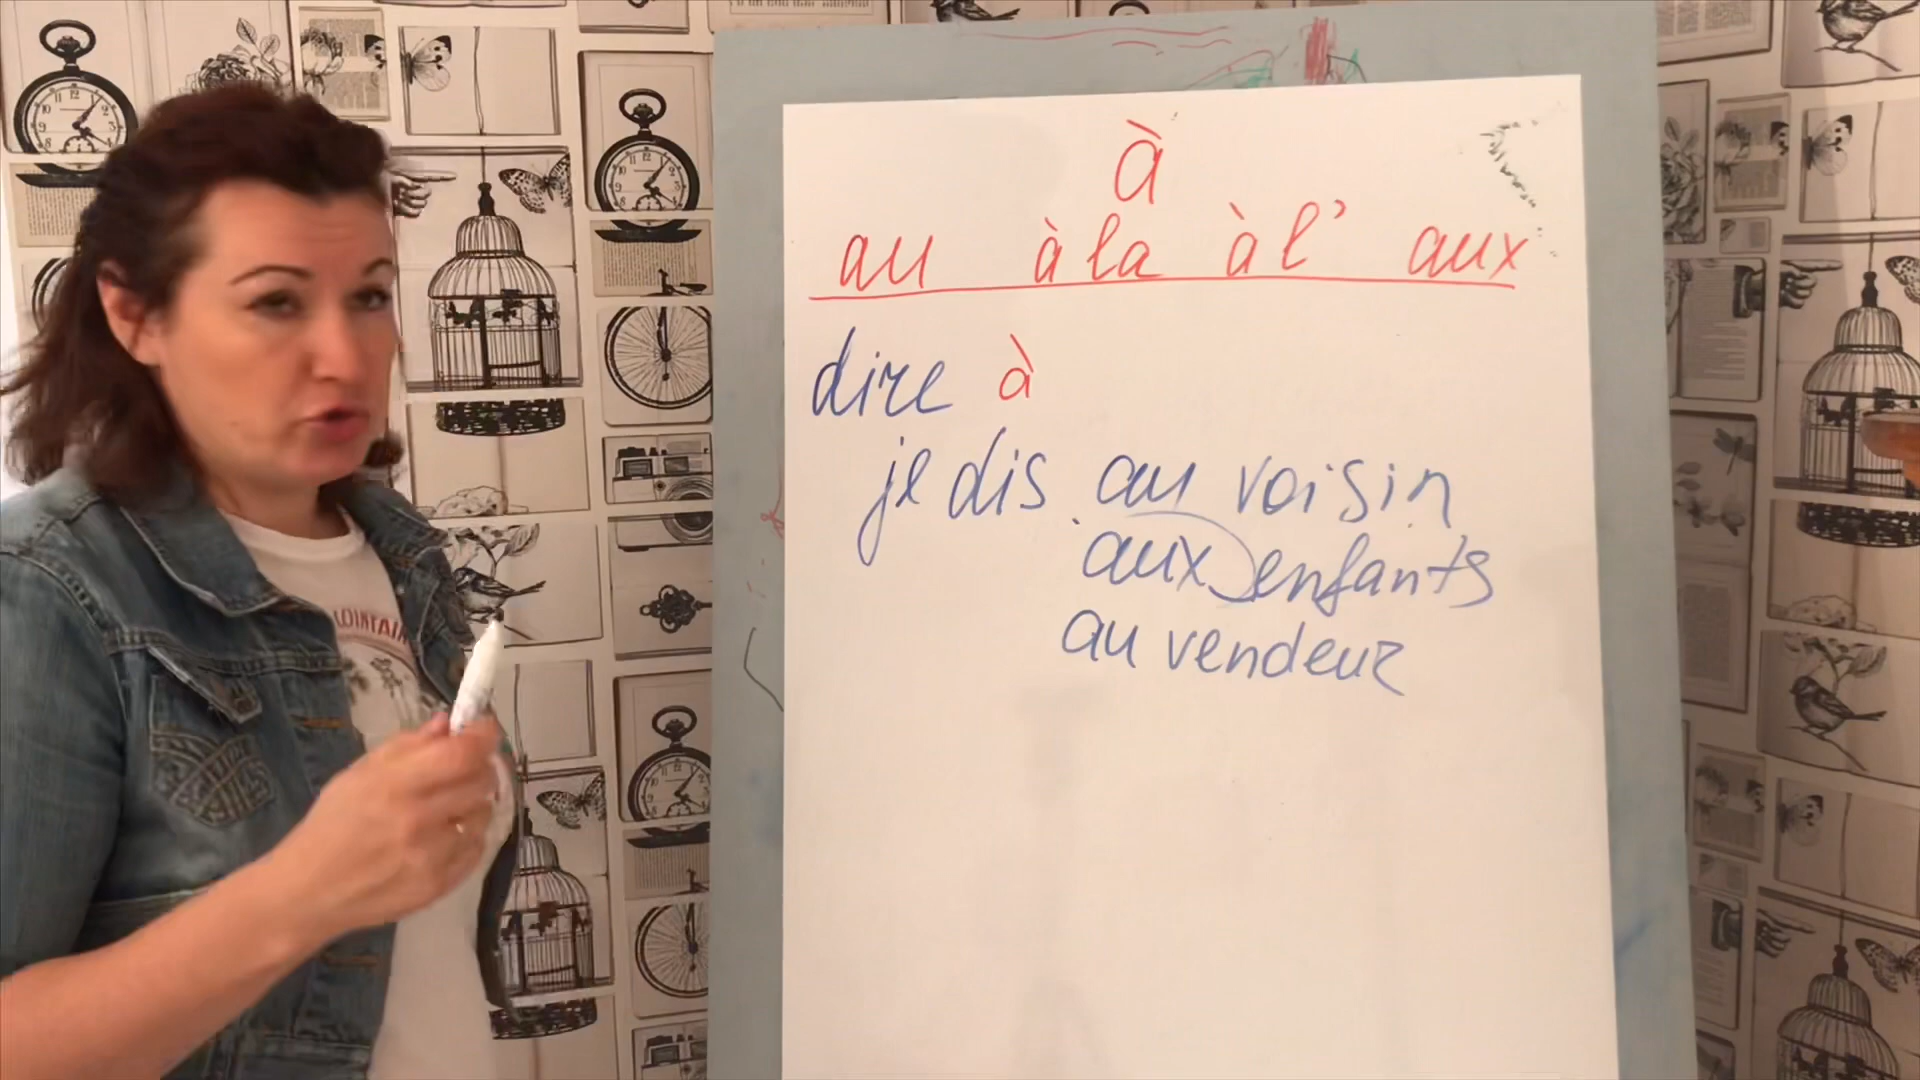 à
au à la à l' aux
dire à
je dis au voisin
aux enfants
au vendeur